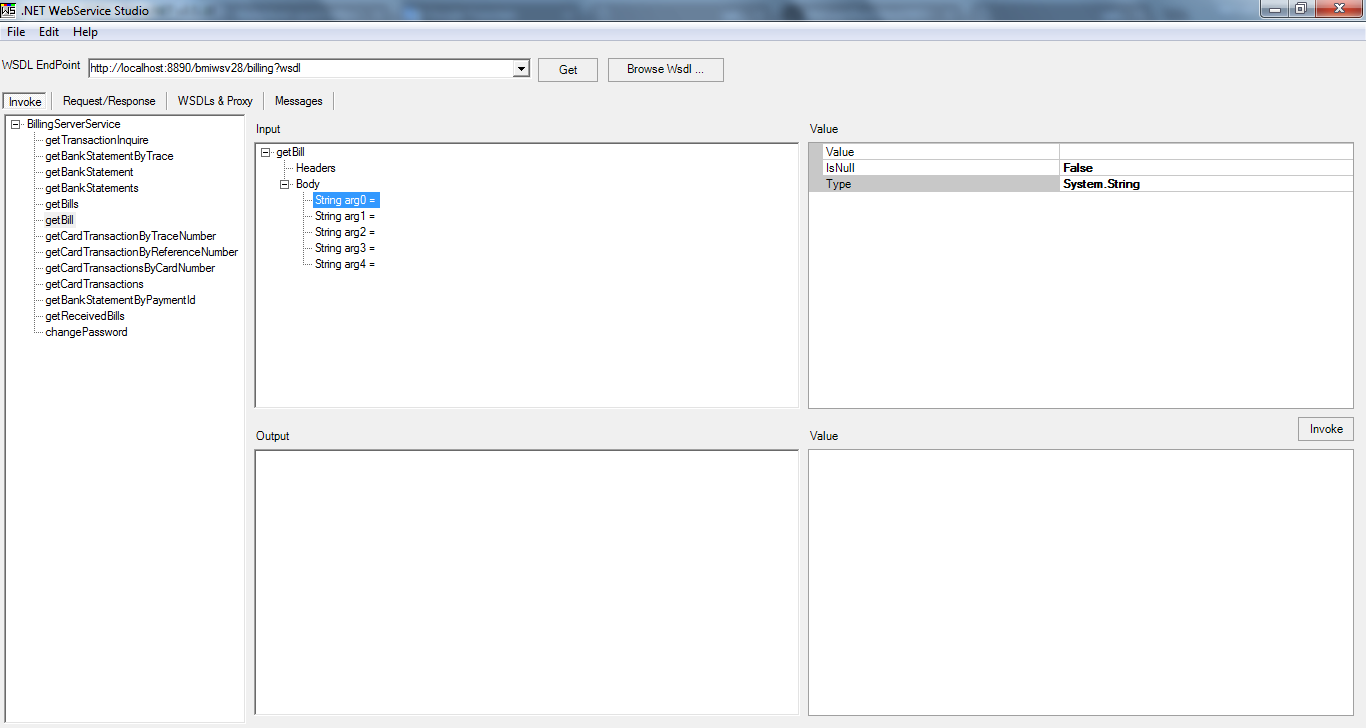 WS .NET WebService Studio
File Edit Help
WSDL EndPoint http://localhost:8890/bmiwsv28/billing?wsdl Get Browse Wsdl ...
Invoke Request/Response WSDLs & Proxy Messages
BillingServerService
getTransactionInquire
getBankStatementByTrace
getBankStatement
getBankStatements
getBills
getBill
getCardTransactionByTraceNumber
getCardTransactionByReferenceNumber
getCardTransactionsByCardNumber
getCardTransactions
getBankStatementByPaymentId
getReceivedBills
changePassword
Input
getBill
Headers
Body
String arg0 =
String arg1 =
String arg2 =
String arg3 =
String arg4 =
Value
Value
IsNull False
Type System.String
Invoke
Output
Value